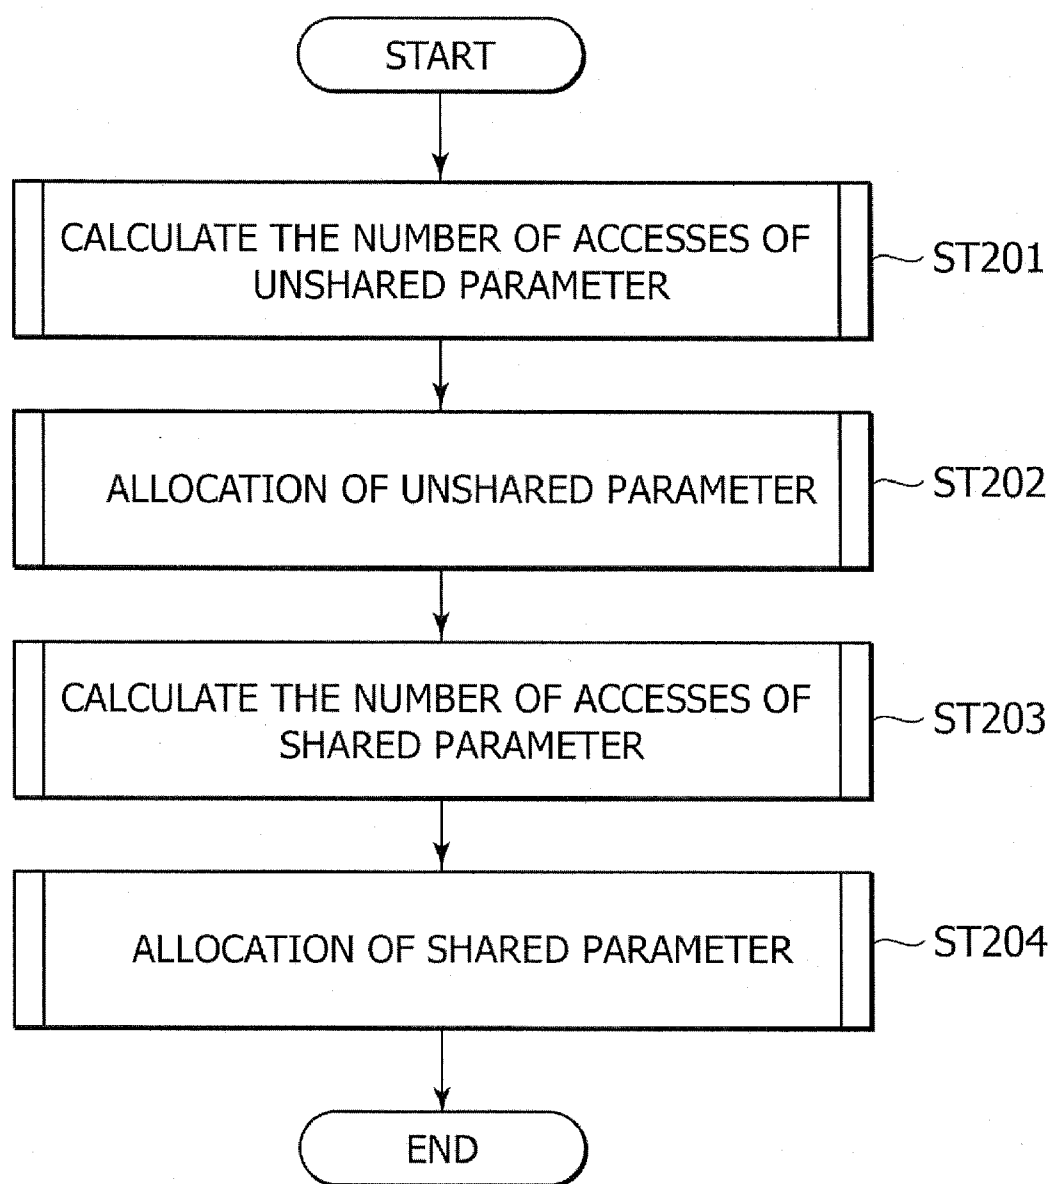 START
CALCULATE THE NUMBER OF ACCESSES OF
UNSHARED PARAMETER
ST201
ALLOCATION OF UNSHARED PARAMETER
ST202
CALCULATE THE NUMBER OF ACCESSES OF
SHARED PARAMETER
ST203
ALLOCATION OF SHARED PARAMETER
ST204
END